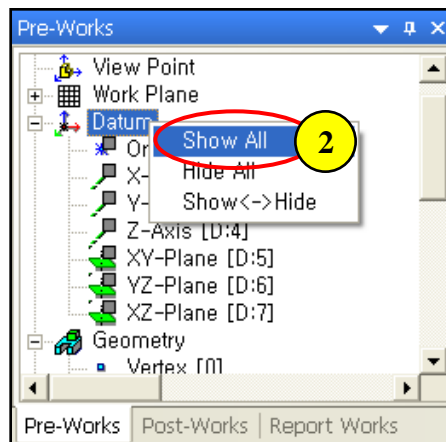 Pre-Works
View Point
Work Plane
Datum
Show All
2
Or
Hide All
X-
Y-
Show<->Hide
Z-Axis [D:4]
XY-Plane [D:5]
YZ-Plane [D:6]
XZ-Plane [D:7]
Geometry
Vertex [0]
Pre-Works Post-Works Report Works